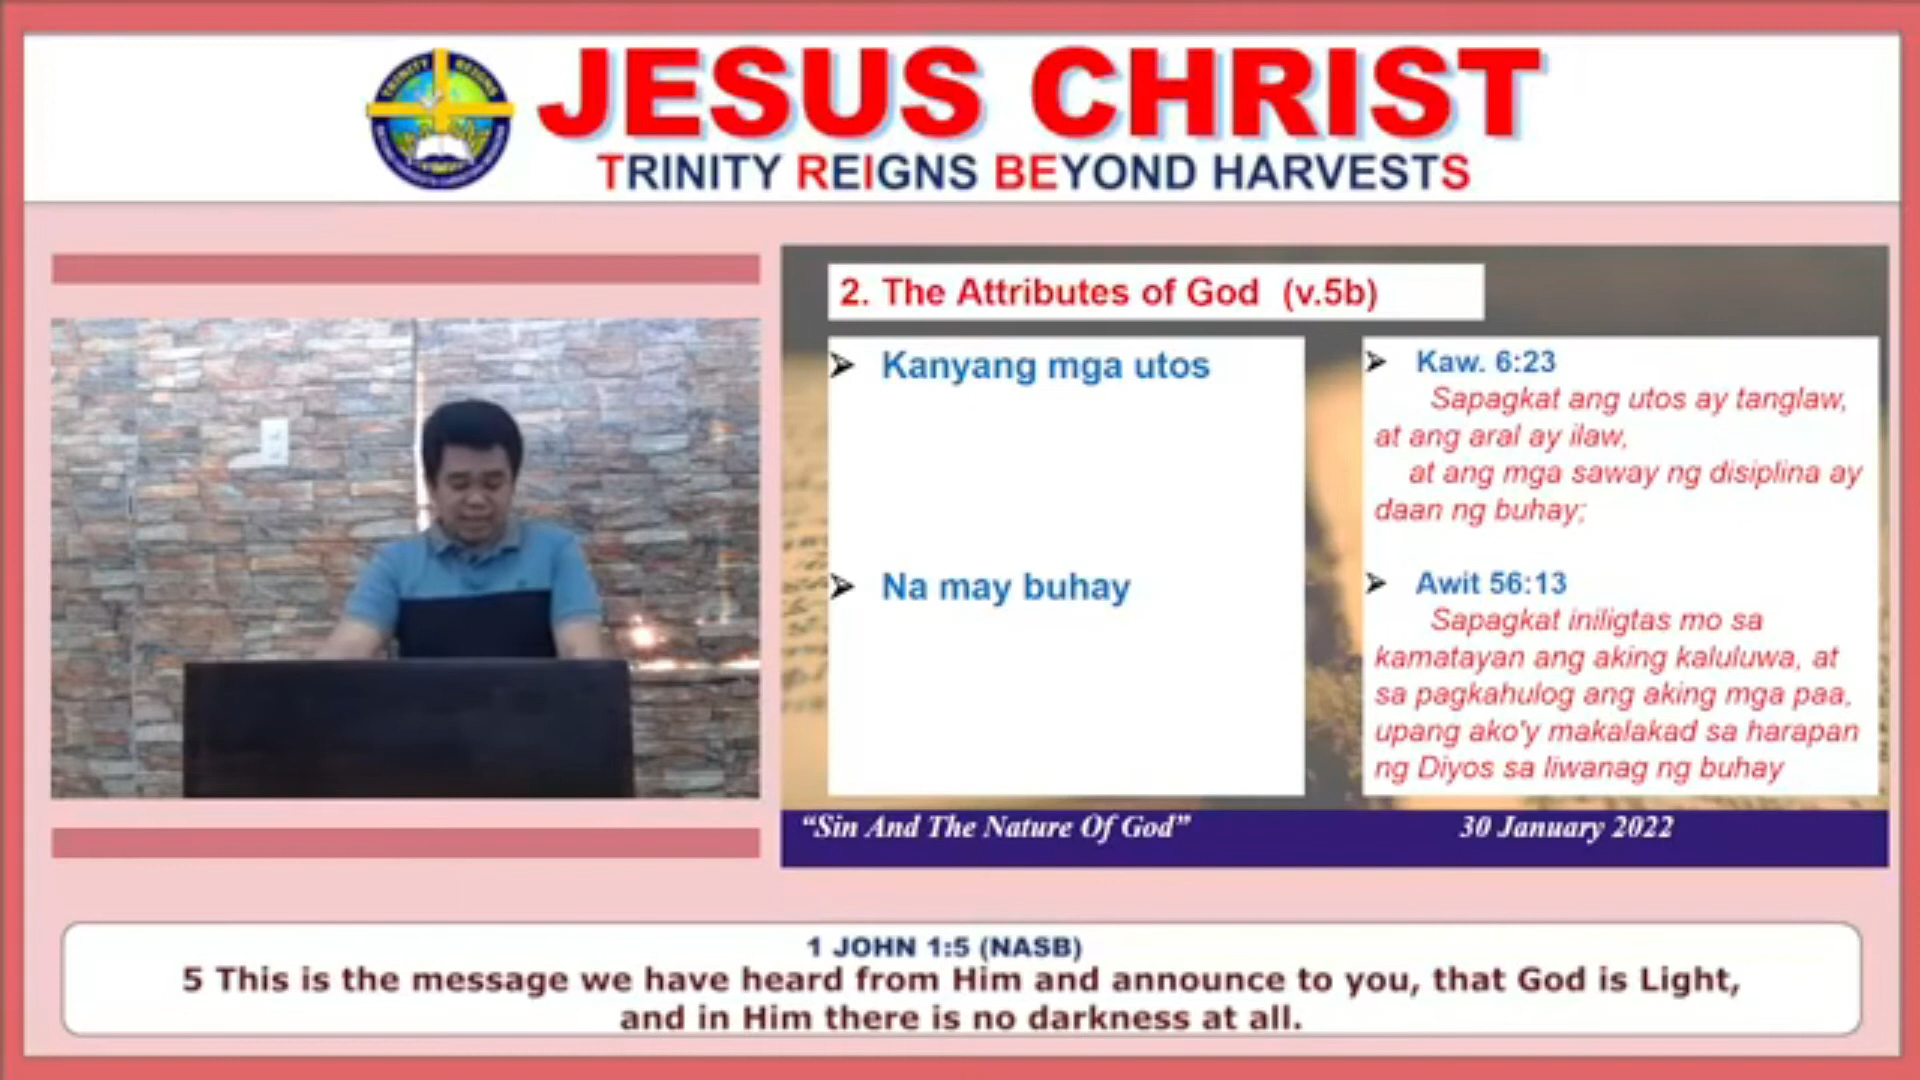 TRINITY REIGNS
JESUS CHRIST
TRINITY REIGNS BEYOND HARVESTS
2. The Attributes of God (v.5b)
➢ Kanyang mga utos
➢ Na may buhay
➢ Kaw. 6:23
Sapagkat ang utos ay tanglaw,
at ang aral ay ilaw,
at ang mga saway ng disiplina ay
daan ng buhay;
➢ Awit 56:13
Sapagkat iniligtas mo sa
kamatayan ang aking kaluluwa, at
sa pagkahulog ang aking mga paa,
upang ako'y makalakad sa harapan
ng Diyos sa liwanag ng buhay
“Sin And The Nature Of God”
30 January 2022
1 JOHN 1:5 (NASB)
5 This is the message we have heard from Him and announce to you, that God is Light,
and in Him there is no darkness at all.